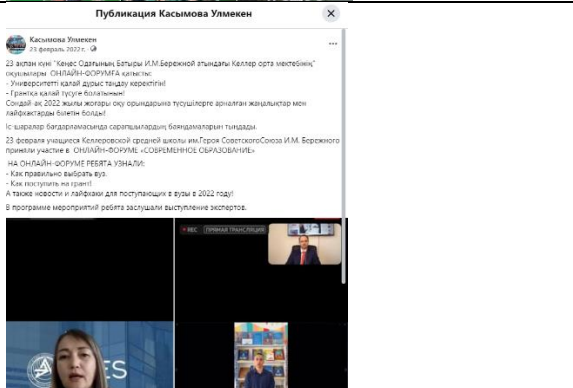 Публикация Касымова Улмекен
Касымова Улмекен
23 февраль 2022 г. ·
23 ақпан күні "Кеңес Одағының Батыры И.М.Бережной атындағы Келлер орта мектебінің"
оқушылары ОНЛАЙН-ФОРУМҒА қатысты:
- Университетті қалай дұрыс таңдау керектігін!
- Грантқа қалай түсуге болатынын!
Сондай-ақ 2022 жылы жоғары оқу орындарына түсушілерге арналған жаңалықтар мен
лайфхактарды білетін болды!
Іс-шаралар бағдарламасында сарапшылардың баяндамаларын тыңдады.
23 февраля учащиеся Келлеровской средней школы им.Героя СоветскогоСоюза И.М. Бережного
приняли участие в ОНЛАЙН-ФОРУМЕ «СОВРЕМЕННОЕ ОБРАЗОВАНИЕ»
НА ОНЛАЙН-ФОРУМЕ РЕБЯТА УЗНАЛИ:
- Как правильно выбрать вуз.
- Как поступить на грант!
А также новости и лайфхаки для поступающих в вузы в 2022 году!
В программе мероприятий ребята заслушали выступление экспертов.
REC ПРЯМАЯ ТРАНСЛЯЦИЯ
ES